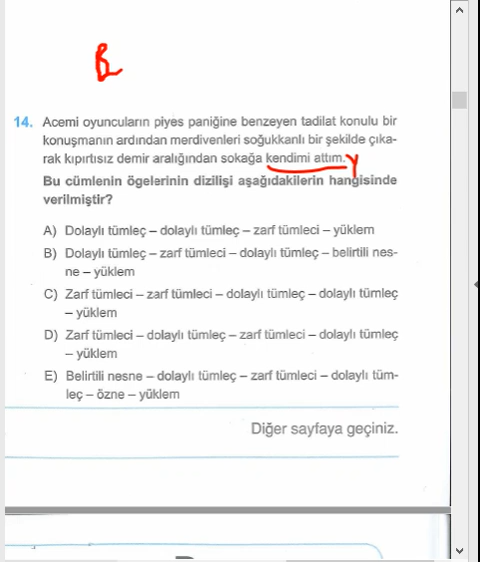 B
14. Acemi oyuncuların piyes paniğine benzeyen tadilat konulu bir
konuşmanın ardından merdivenleri soğukkanlı bir şekilde çıka-
rak kıpırtısız demir aralığından sokağa kendimi attım. Y
Bu cümlenin ögelerinin dizilişi aşağıdakilerin hangisinde
verilmiştir?
A) Dolaylı tümleç – dolaylı tümleç – zarf tümleci – yüklem
B) Dolaylı tümleç – zarf tümleci – dolaylı tümleç – belirtili nes-
ne – yüklem
C) Zarf tümleci – zarf tümleci – dolaylı tümleç – dolaylı tümleç
– yüklem
D) Zarf tümleci – dolaylı tümleç – zarf tümleci – dolaylı tümleç
– yüklem
E) Belirtili nesne – dolaylı tümleç – zarf tümleci – dolaylı tüm-
leç – özne – yüklem
Diğer sayfaya geçiniz.